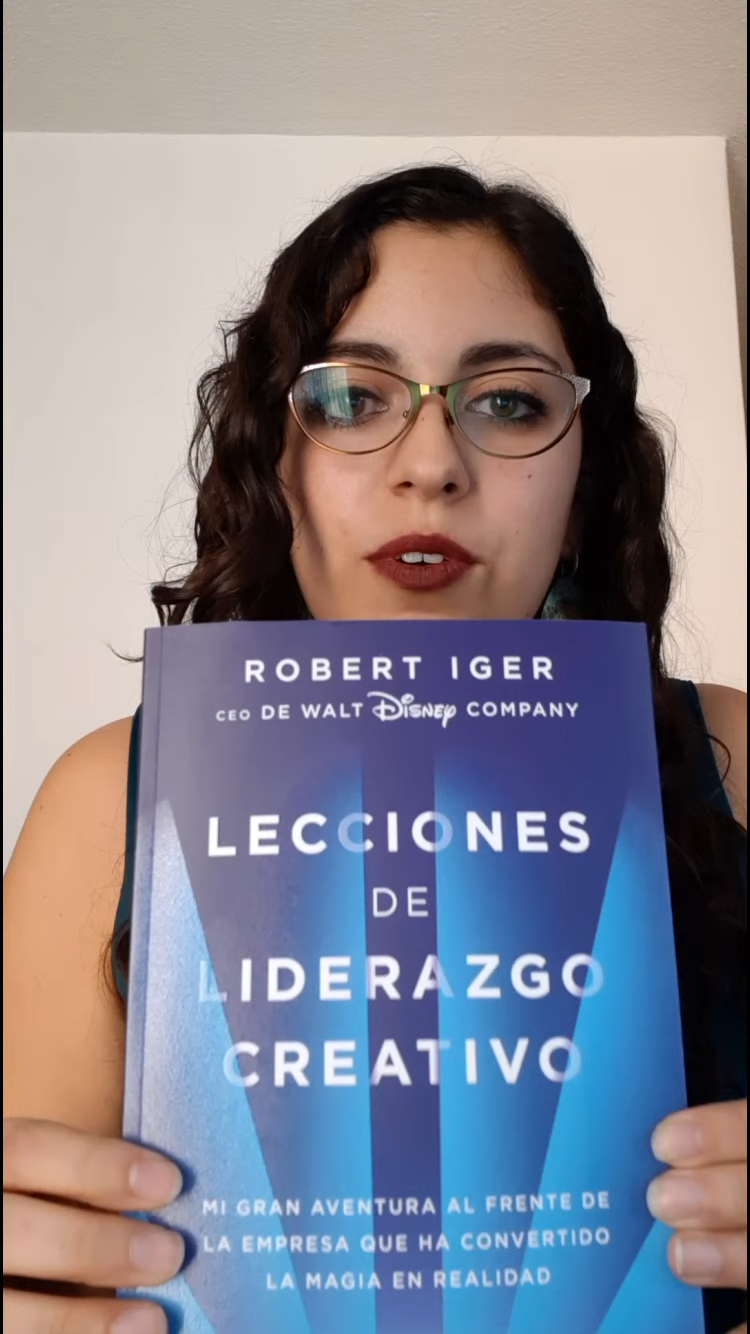 ROBERT IGER
CEO DE WALT Disney COMPANY
LECCIONES
DE
LIDERAZGO
CREATIVO
MI GRAN AVENTURA AL FRENTE DE
LA EMPRESA QUE HA CONVERTIDO
LA MAGIA EN REALIDAD